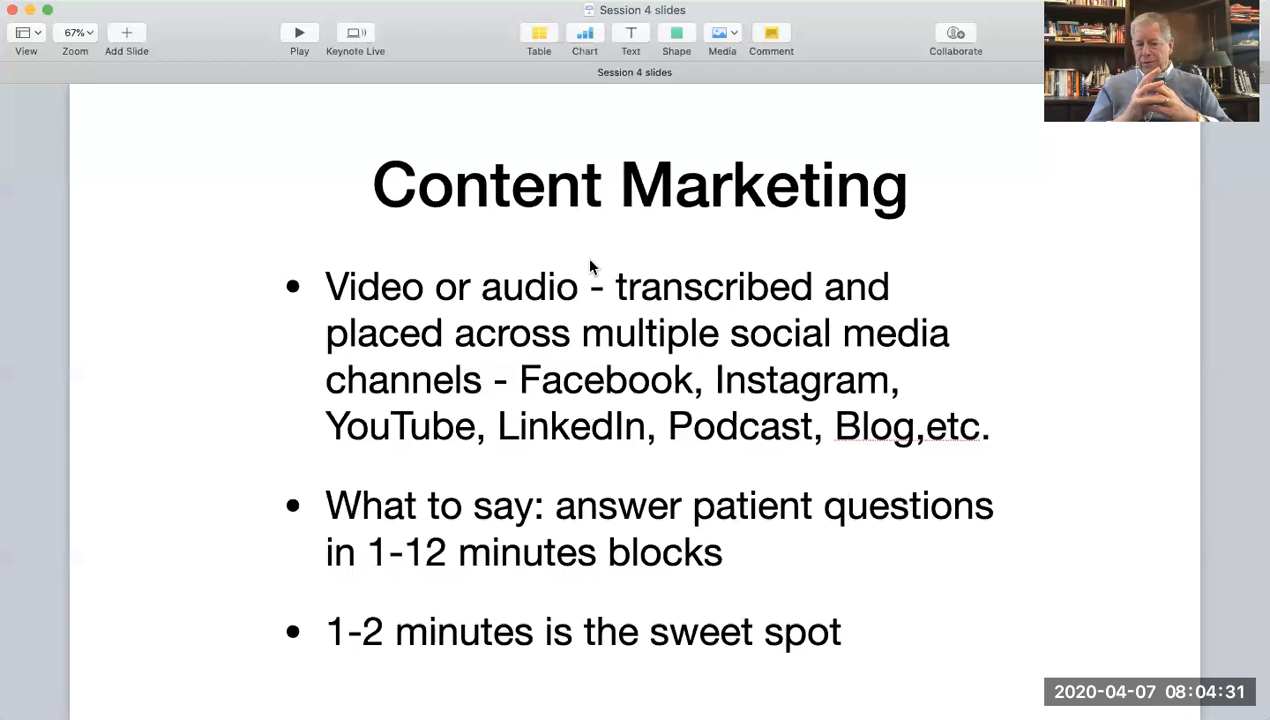 Session 4 slides
67%
View
Zoom
Add Slide
Play
Keynote Live
Table
Chart
Text
Shape
Media
Comment
Collaborate
Session 4 slides
Content Marketing
• Video or audio - transcribed and
placed across multiple social media
channels - Facebook, Instagram,
YouTube, LinkedIn, Podcast, Blog,etc.
• What to say: answer patient questions
in 1-12 minutes blocks
• 1-2 minutes is the sweet spot
2020-04-07 08:04:31